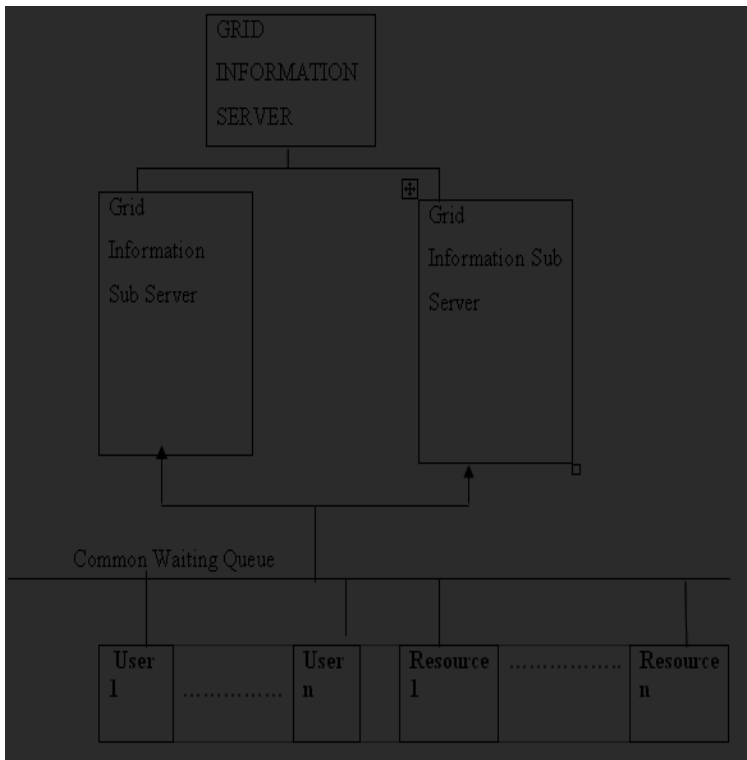 GRID
INFORMATION
SERVER
Grid
Information
Sub Server
Grid
Information Sub
Server
Common Waiting Queue
User
1
...............
User
n
Resource
1
.................
Resource
n